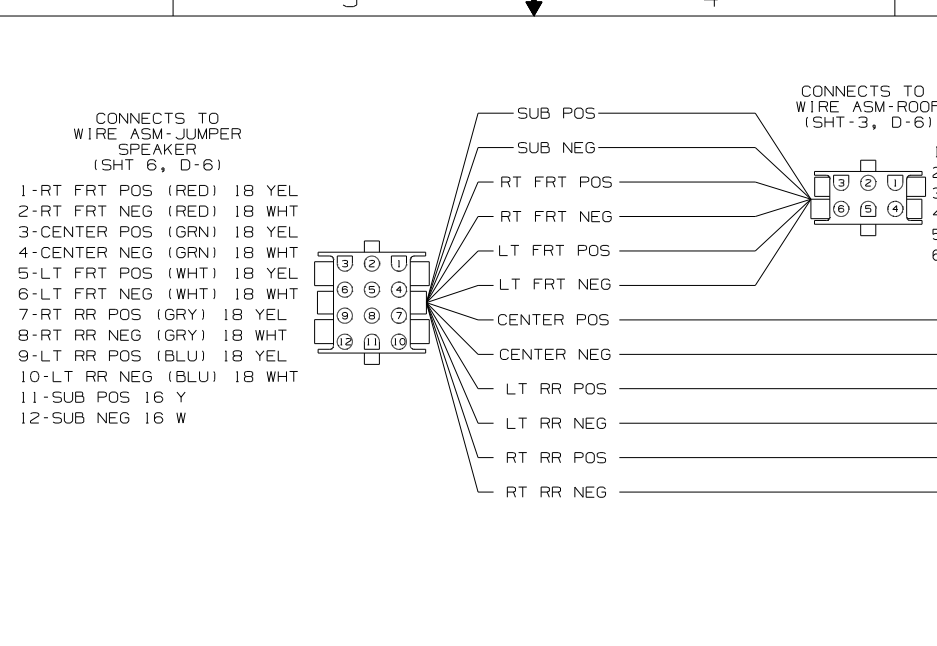 CONNECTS TO
WIRE ASM-JUMPER
SPEAKER
(SHT 6, D-6)
1-RT FRT POS (RED) 18 YEL
2-RT FRT NEG (RED) 18 WHT
3-CENTER POS (GRN) 18 YEL
4-CENTER NEG (GRN) 18 WHT
5-LT FRT POS (WHT) 18 YEL
6-LT FRT NEG (WHT) 18 WHT
7-RT RR POS (GRY) 18 YEL
8-RT RR NEG (GRY) 18 WHT
9-LT RR POS (BLU) 18 YEL
10-LT RR NEG (BLU) 18 WHT
11-SUB POS 16 Y
12-SUB NEG 16 W
3 2 1
6 5 4
9 8 7
12 11 10
SUB POS
SUB NEG
RT FRT POS
RT FRT NEG
LT FRT POS
LT FRT NEG
CENTER POS
CENTER NEG
LT RR POS
LT RR NEG
RT RR POS
RT RR NEG
CONNECTS TO
WIRE ASM-ROOF
(SHT-3, D-6)
3 2 1
6 5 4